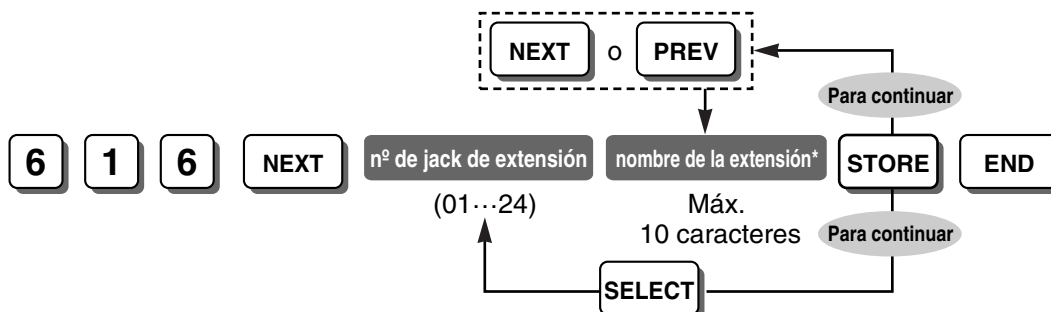 NEXT o PREV
Para continuar
6 1 6 NEXT nº de jack de extensión nombre de la extensión* STORE END
(01···24) Máx.
10 caracteres
Para continuar
SELECT